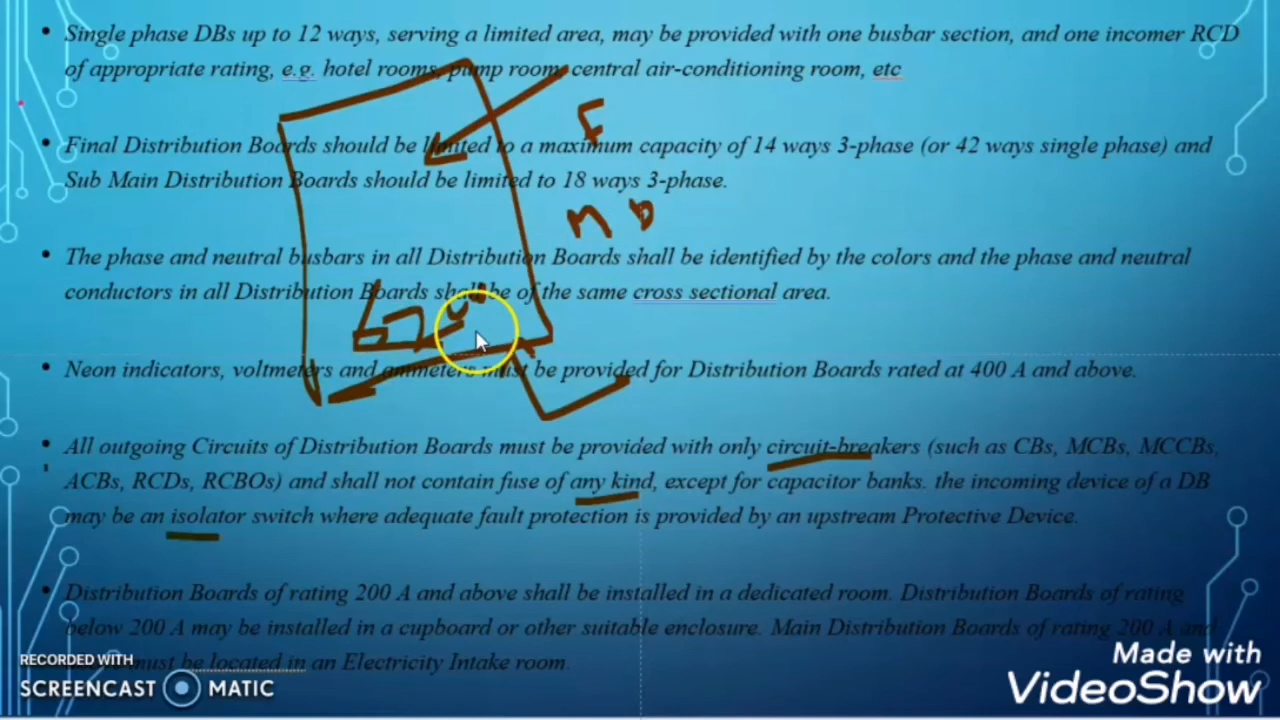 • Single phase DBs up to 12 ways, serving a limited area, may be provided with one busbar section, and one incomer RCD
of appropriate rating, e.g. hotel rooms, pump room, central air-conditioning room, etc
F
• Final Distribution Boards should be limited to a maximum capacity of 14 ways 3-phase (or 42 ways single phase) and
Sub Main Distribution Boards should be limited to 18 ways 3-phase.
M D
• The phase and neutral busbars in all Distribution Boards shall be identified by the colors and the phase and neutral
conductors in all Distribution Boards shall be of the same cross sectional area.
• Neon indicators, voltmeters and ammeters must be provided for Distribution Boards rated at 400 A and above.
• All outgoing Circuits of Distribution Boards must be provided with only circuit-breakers (such as CBs, MCBs, MCCBs,
ACBs, RCDs, RCBOs) and shall not contain fuse of any kind, except for capacitor banks. the incoming device of a DB
may be an isolator switch where adequate fault protection is provided by an upstream Protective Device.
• Distribution Boards of rating 200 A and above shall be installed in a dedicated room. Distribution Boards of rating
below 200 A may be installed in a cupboard or other suitable enclosure. Main Distribution Boards of rating 200 A and
must be located in an Electricity Intake room.
RECORDED WITH
SCREENCAST MATIC
Made with
VideoShow